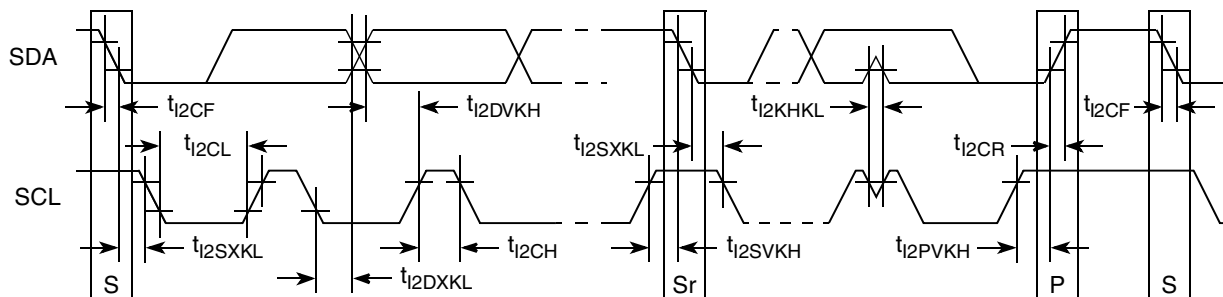 SDA
tI2CF
tI2DVKH
tI2KHKL
tI2CF
tI2CL
tI2SXKL
tI2CR
SCL
tI2SXKL
tI2DXKL
tI2CH
tI2SVKH
tI2PVKH
S
Sr
P
S